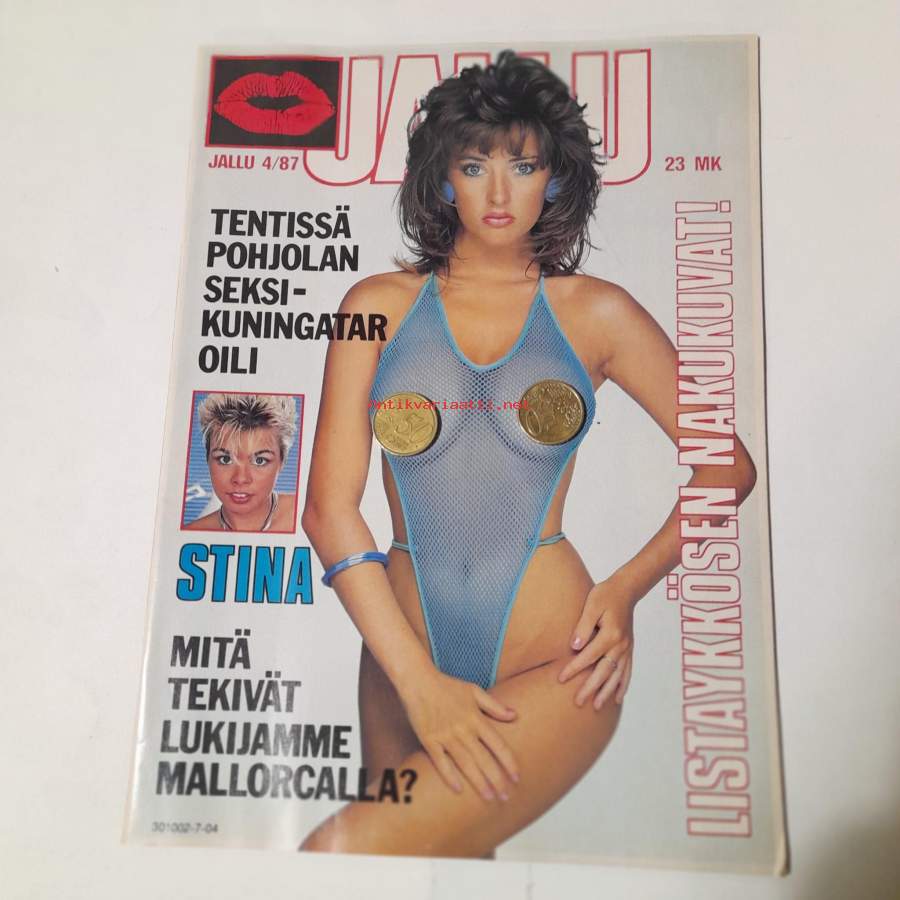 JALLU
JALLU 4/87
23 MK
TENTISSÄ
POHJOLAN
SEKSI-
KUNINGATAR
OILI
Antikvariaatti.net
STINA
LISTAYKKÖSEN NAKUKUVAT!
MITÄ
TEKIVÄT
LUKIJAMME
MALLORCALLA?
301002-7-04